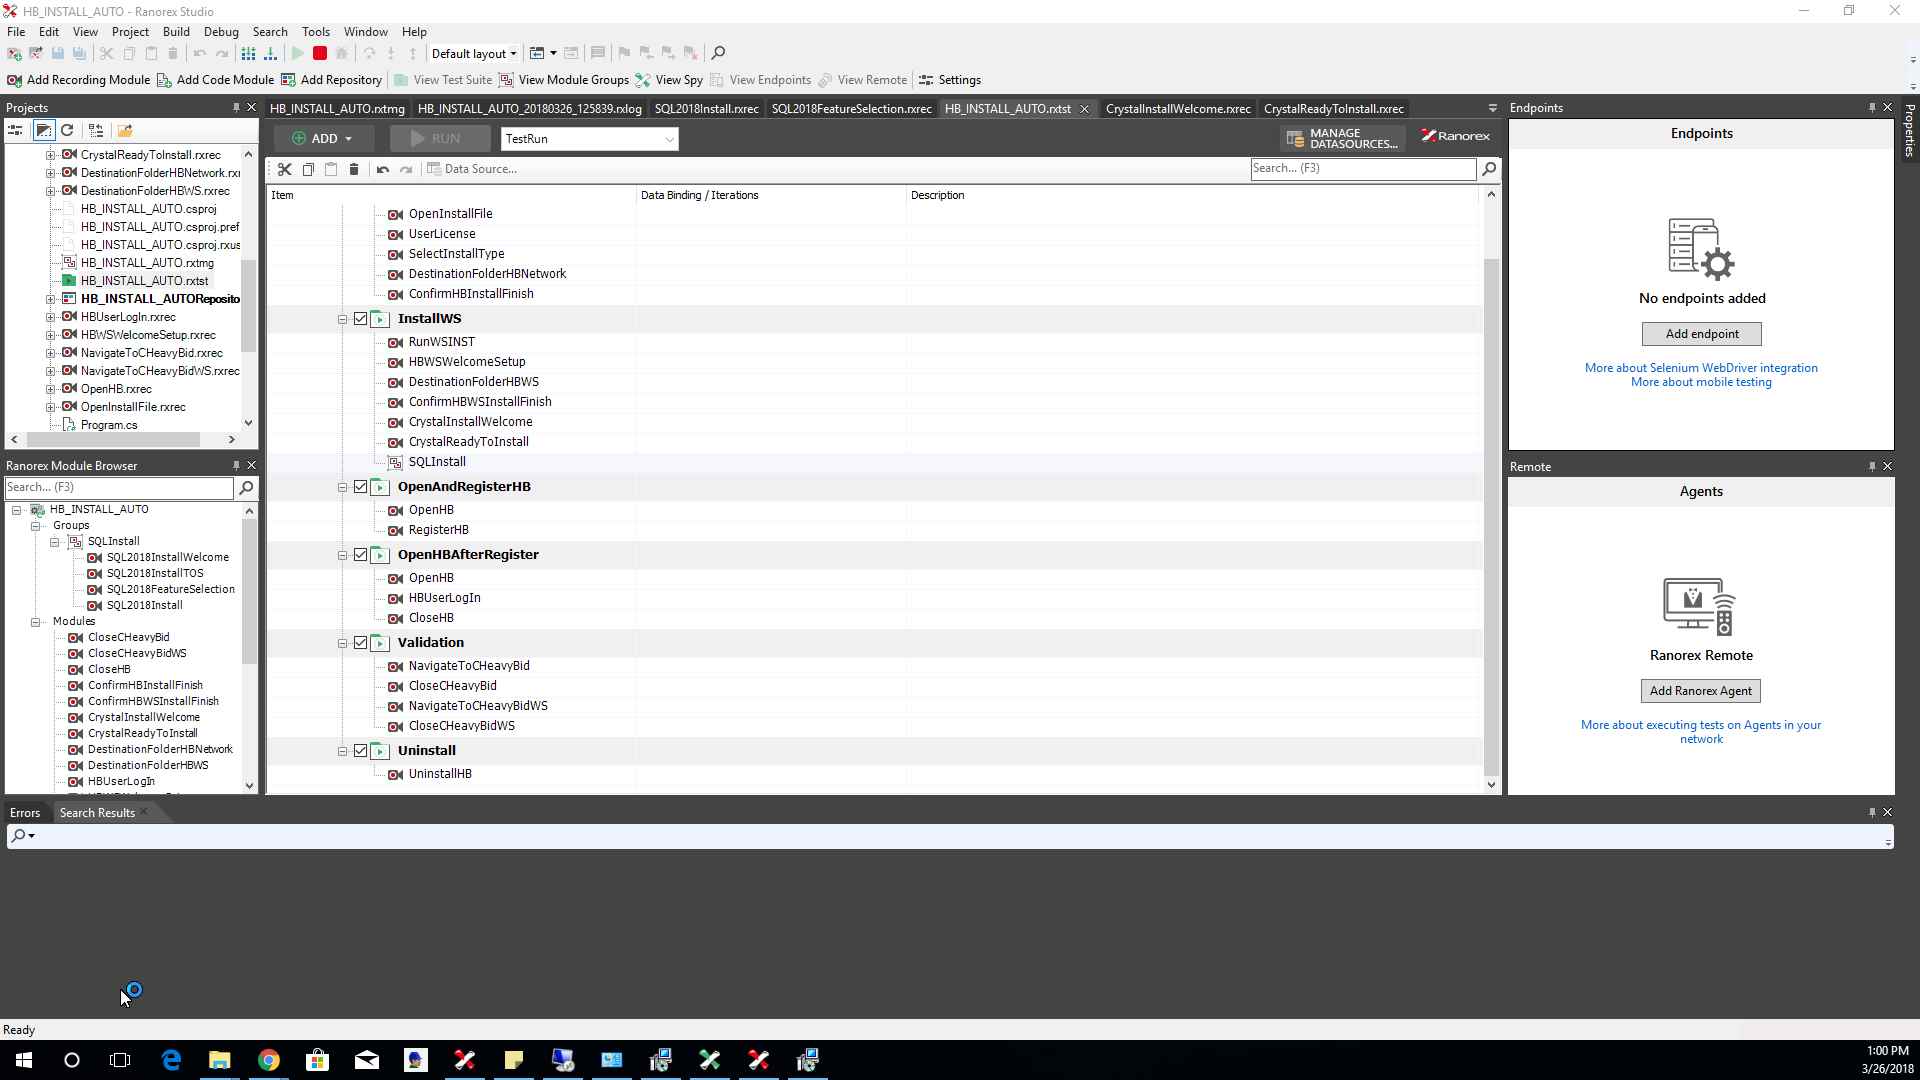 HB_INSTALL_AUTO - Ranorex Studio
File Edit View Project Build Debug Search Tools Window Help
Default layout
Add Recording Module Add Code Module Add Repository View Test Suite View Module Groups View Spy View Endpoints View Remote Settings
Projects
CrystalReadyToInstall.rxrec
DestinationFolderHBNetwork.rxr
DestinationFolderHBWS.rxrec
HB_INSTALL_AUTO.csproj
HB_INSTALL_AUTO.csproj.pref
HB_INSTALL_AUTO.csproj.rxus
HB_INSTALL_AUTO.rxtmg
HB_INSTALL_AUTO.rxtst
HB_INSTALL_AUTOReposito
HBUserLogIn.rxrec
HBWSWelcomeSetup.rxrec
NavigateToCHeavyBid.rxrec
NavigateToCHeavyBidWS.rxrec
OpenHB.rxrec
OpenInstallFile.rxrec
Program.cs
Ranorex Module Browser
Search... (F3)
HB_INSTALL_AUTO
Groups
SQLInstall
SQL2018InstallWelcome
SQL2018InstallTOS
SQL2018FeatureSelection
SQL2018Install
Modules
CloseCHeavyBid
CloseCHeavyBidWS
CloseHB
ConfirmHBInstallFinish
ConfirmHBWSInstallFinish
CrystalInstallWelcome
CrystalReadyToInstall
DestinationFolderHBNetwork
DestinationFolderHBWS
HBUserLogIn
HB_INSTALL_AUTO.rxtmg HB_INSTALL_AUTO_20180326_125839.rxlog SQL2018Install.rxrec SQL2018FeatureSelection.rxrec HB_INSTALL_AUTO.rxtst CrystalInstallWelcome.rxrec CrystalReadyToInstall.rxrec
ADD RUN TestRun MANAGE DATASOURCES... Ranorex
Data Source... Search... (F3)
Item Data Binding / Iterations Description
OpenInstallFile
UserLicense
SelectInstallType
DestinationFolderHBNetwork
ConfirmHBInstallFinish
InstallWS
RunWSINST
HBWSWelcomeSetup
DestinationFolderHBWS
ConfirmHBWSInstallFinish
CrystalInstallWelcome
CrystalReadyToInstall
SQLInstall
OpenAndRegisterHB
OpenHB
RegisterHB
OpenHBAfterRegister
OpenHB
HBUserLogIn
CloseHB
Validation
NavigateToCHeavyBid
CloseCHeavyBid
NavigateToCHeavyBidWS
CloseCHeavyBidWS
Uninstall
UninstallHB
Endpoints
Endpoints
No endpoints added
Add endpoint
More about Selenium WebDriver integration
More about mobile testing
Remote
Agents
Ranorex Remote
Add Ranorex Agent
More about executing tests on Agents in your
network
Properties
Errors Search Results
Ready
1:00 PM
3/26/2018